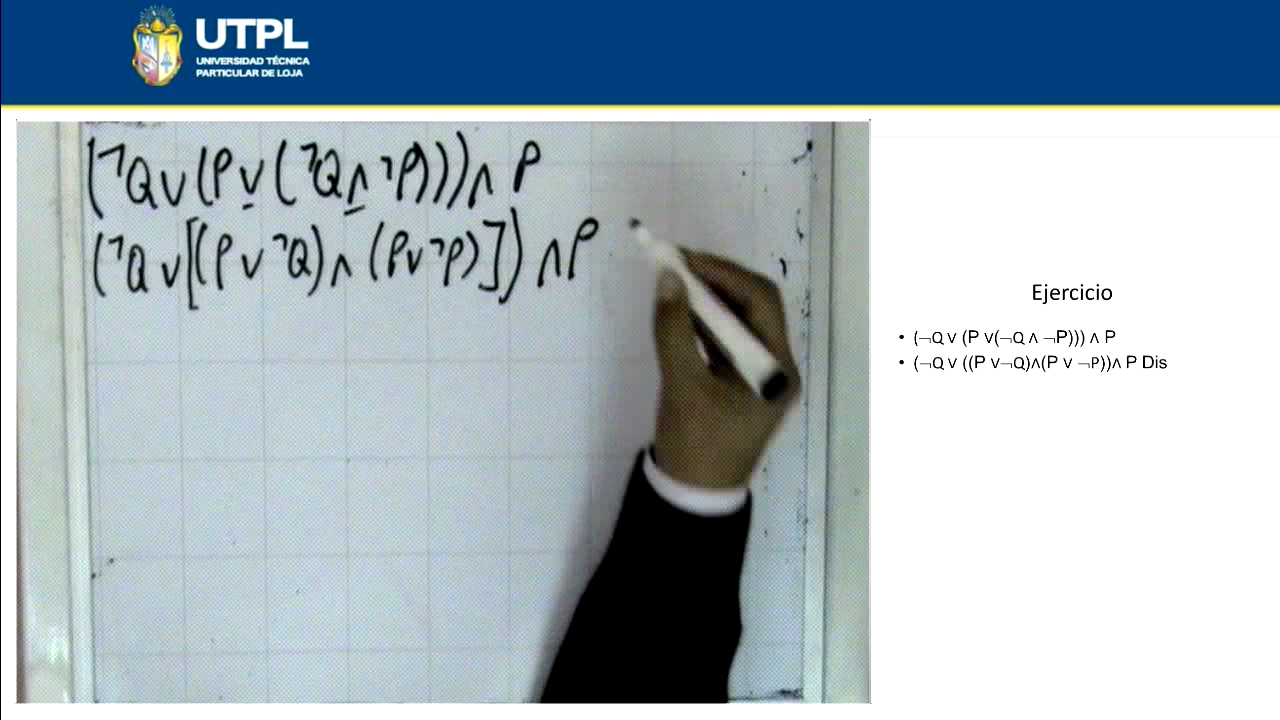 UTPL
UNIVERSIDAD TÉCNICA
PARTICULAR DE LOJA
(¬Q∨(P∨(¬Q∧¬P)))∧P
(¬Q∨[(P∨¬Q)∧(P∨¬P)])∧P
Ejercicio
• (¬Q ∨ (P ∨(¬Q ∧ ¬P))) ∧ P
• (¬Q ∨ ((P ∨¬Q)∧(P ∨ ¬P))∧ P Dis